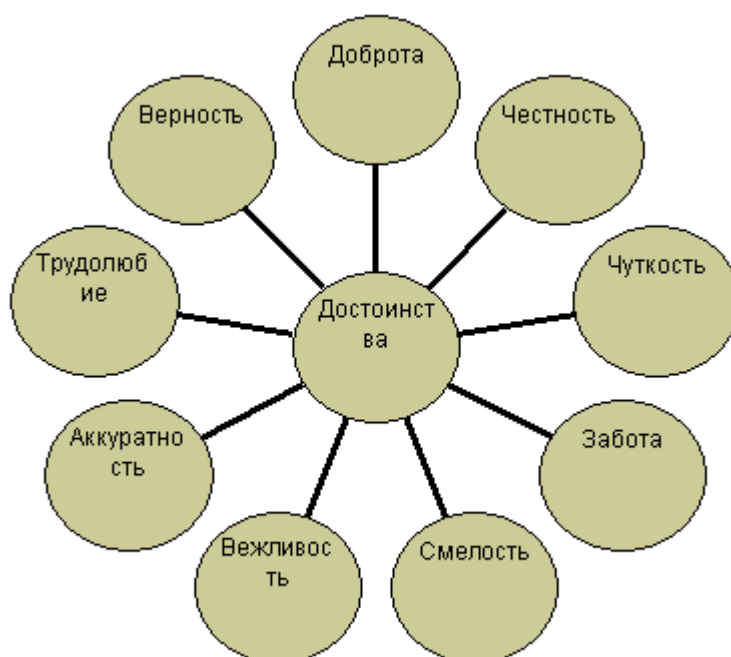 Доброта
Верность
Честность
Трудолюб
ие
Чуткость
Достоинст
ва
Аккуратно
сть
Забота
Вежливос
ть
Смелость